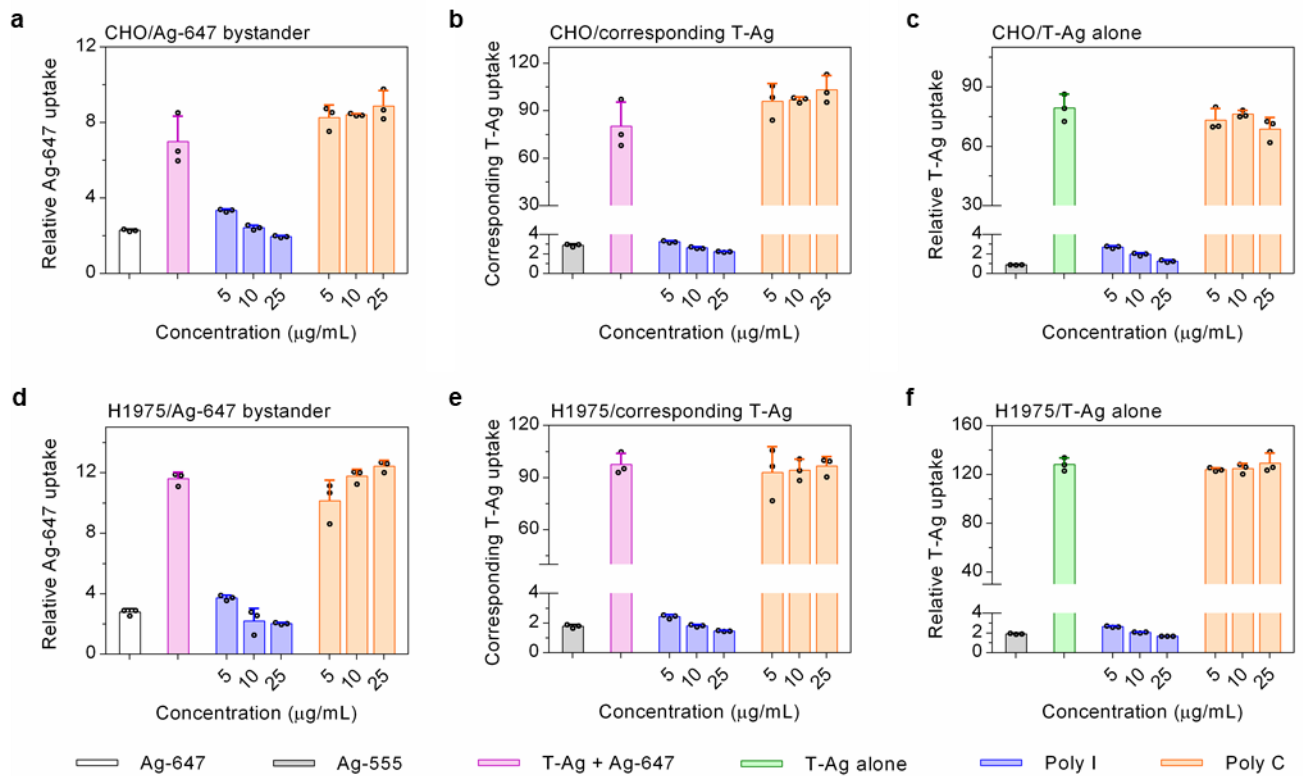 a
CHO/Ag-647 bystander
Relative Ag-647 uptake
12
8
4
0
5
10
25
Concentration (μg/mL)
b
CHO/corresponding T-Ag
Corresponding T-Ag uptake
120
90
60
30
4
2
0
5
10
25
Concentration (μg/mL)
c
CHO/T-Ag alone
Relative T-Ag uptake
90
60
30
4
2
0
5
10
25
5
10
25
Concentration (μg/mL)
d
H1975/Ag-647 bystander
Relative Ag-647 uptake
12
8
4
0
5
10
25
5
10
25
Concentration (μg/mL)
e
H1975/corresponding T-Ag
Corresponding T-Ag uptake
120
90
60
4
2
0
5
10
25
5
10
25
Concentration (μg/mL)
f
H1975/T-Ag alone
Relative T-Ag uptake
160
120
80
40
4
2
0
5
10
25
5
10
25
Concentration (μg/mL)
Ag-647
Ag-555
T-Ag + Ag-647
T-Ag alone
Poly I
Poly C